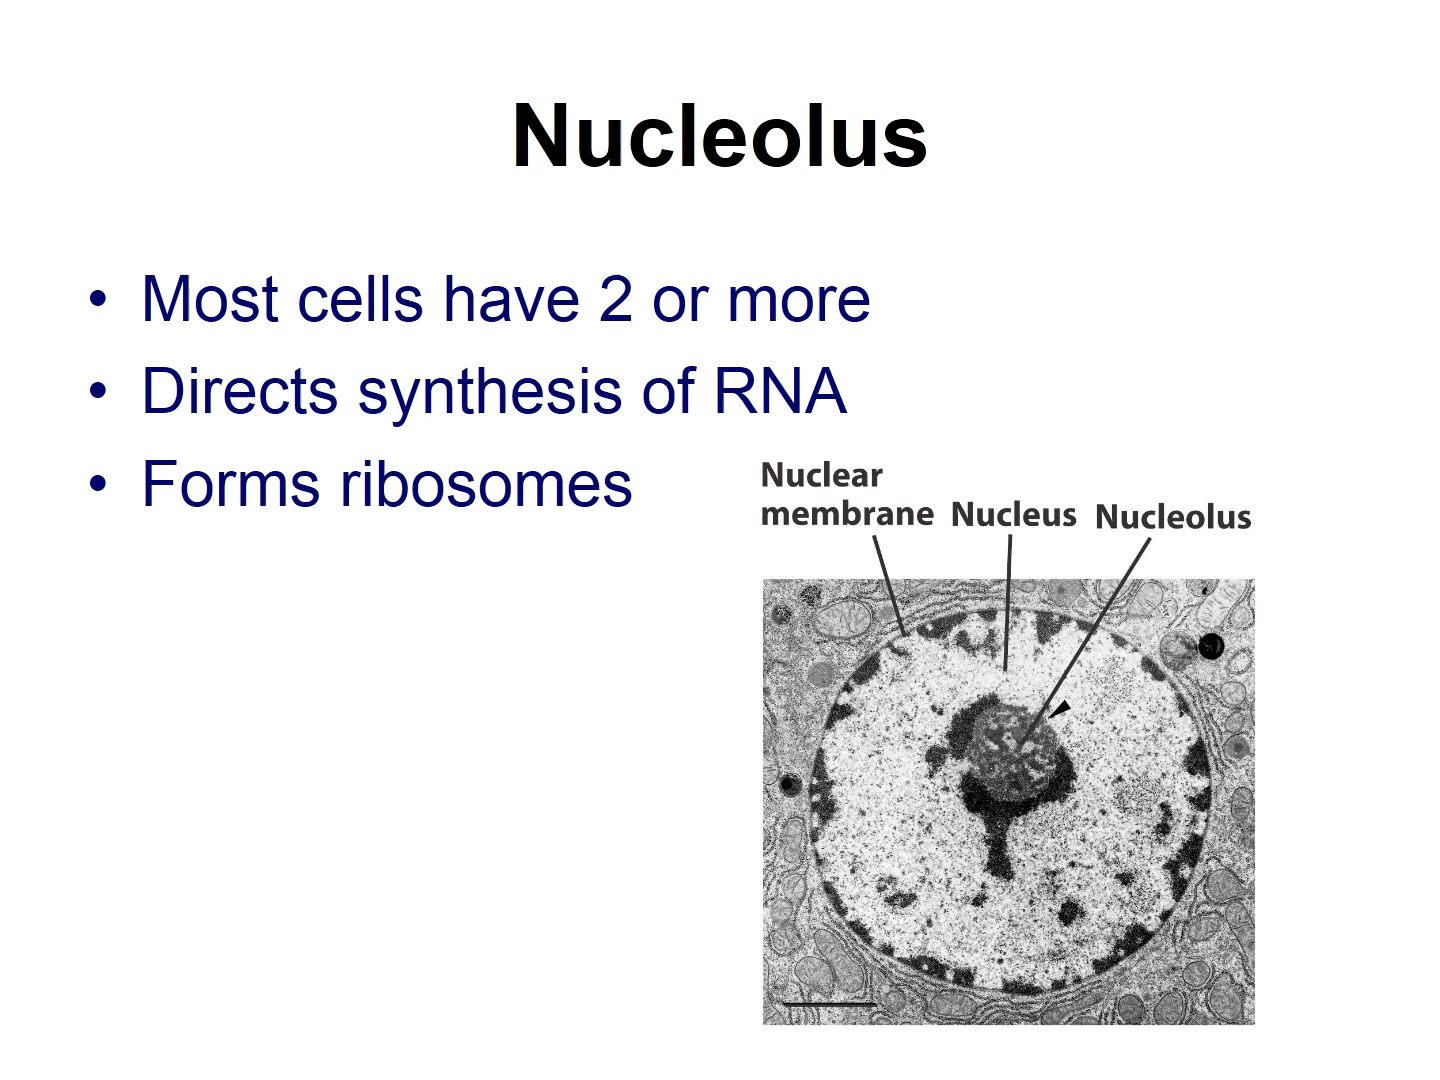 Nucleolus
• Most cells have 2 or more
• Directs synthesis of RNA
• Forms ribosomes
Nuclear
membrane Nucleus Nucleolus